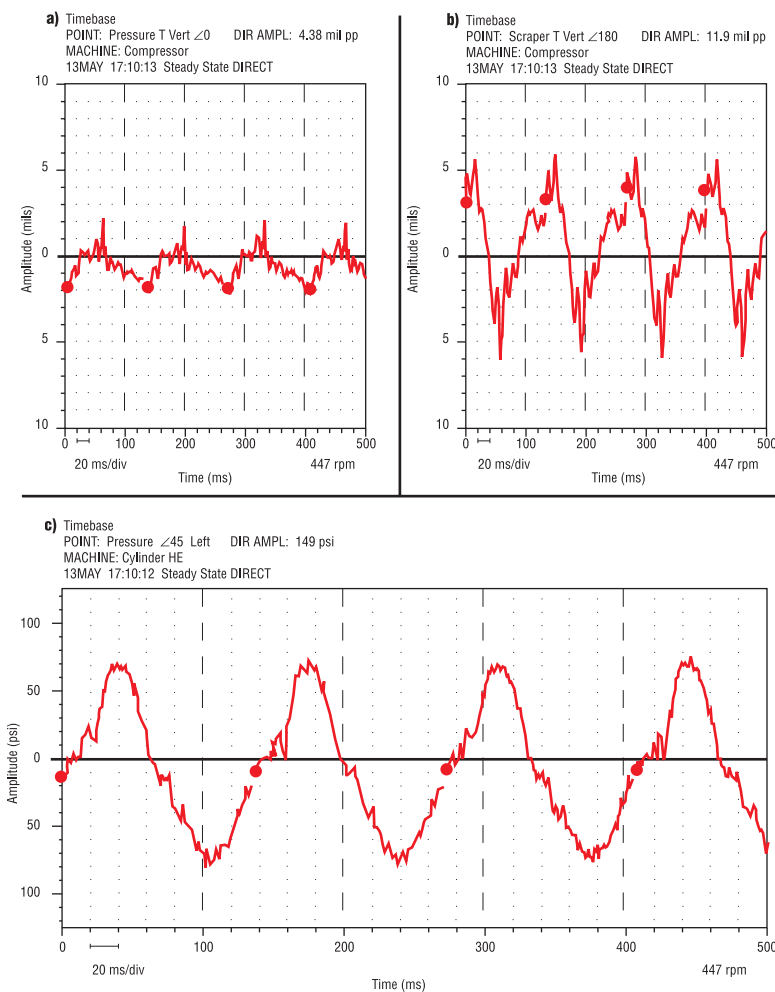 a) Timebase
POINT: Pressure T Vert ∠0 DIR AMPL: 4.38 mil pp
MACHINE: Compressor
13MAY 17:10:13 Steady State DIRECT
10
5
0
5
10
Amplitude (mils)
0 100 200 300 400 500
20 ms/div 447 rpm
Time (ms)
b) Timebase
POINT: Scraper T Vert ∠180 DIR AMPL: 11.9 mil pp
MACHINE: Compressor
13MAY 17:10:13 Steady State DIRECT
10
5
0
5
10
Amplitude (mils)
0 100 200 300 400 500
20 ms/div 447 rpm
Time (ms)
c) Timebase
POINT: Pressure ∠45 Left DIR AMPL: 149 psi
MACHINE: Cylinder HE
13MAY 17:10:12 Steady State DIRECT
100
50
0
50
100
Amplitude (psi)
0 100 200 300 400 500
20 ms/div 447 rpm
Time (ms)